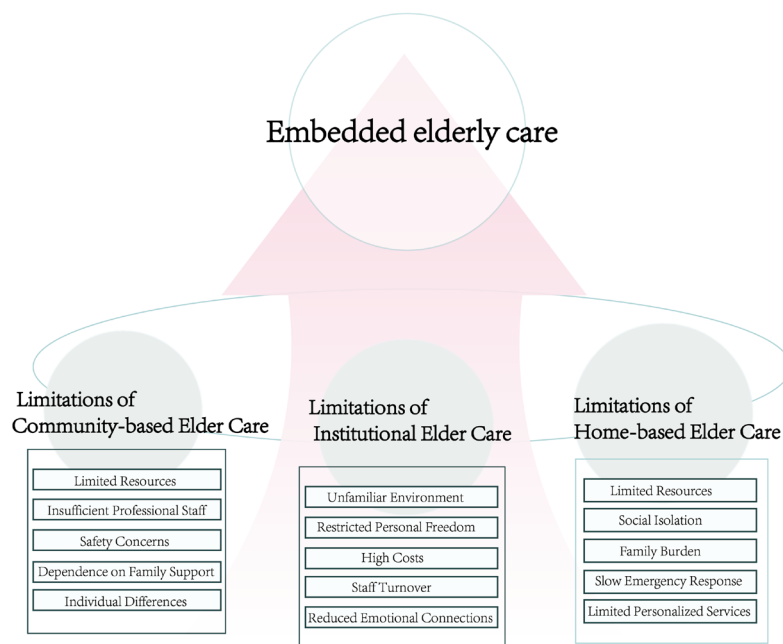 Embedded elderly care
Limitations of
Community-based Elder Care
Limited Resources
Insufficient Professional Staff
Safety Concerns
Dependence on Family Support
Individual Differences
Limitations of
Institutional Elder Care
Unfamiliar Environment
Restricted Personal Freedom
High Costs
Staff Turnover
Reduced Emotional Connections
Limitations of
Home-based Elder Care
Limited Resources
Social Isolation
Family Burden
Slow Emergency Response
Limited Personalized Services